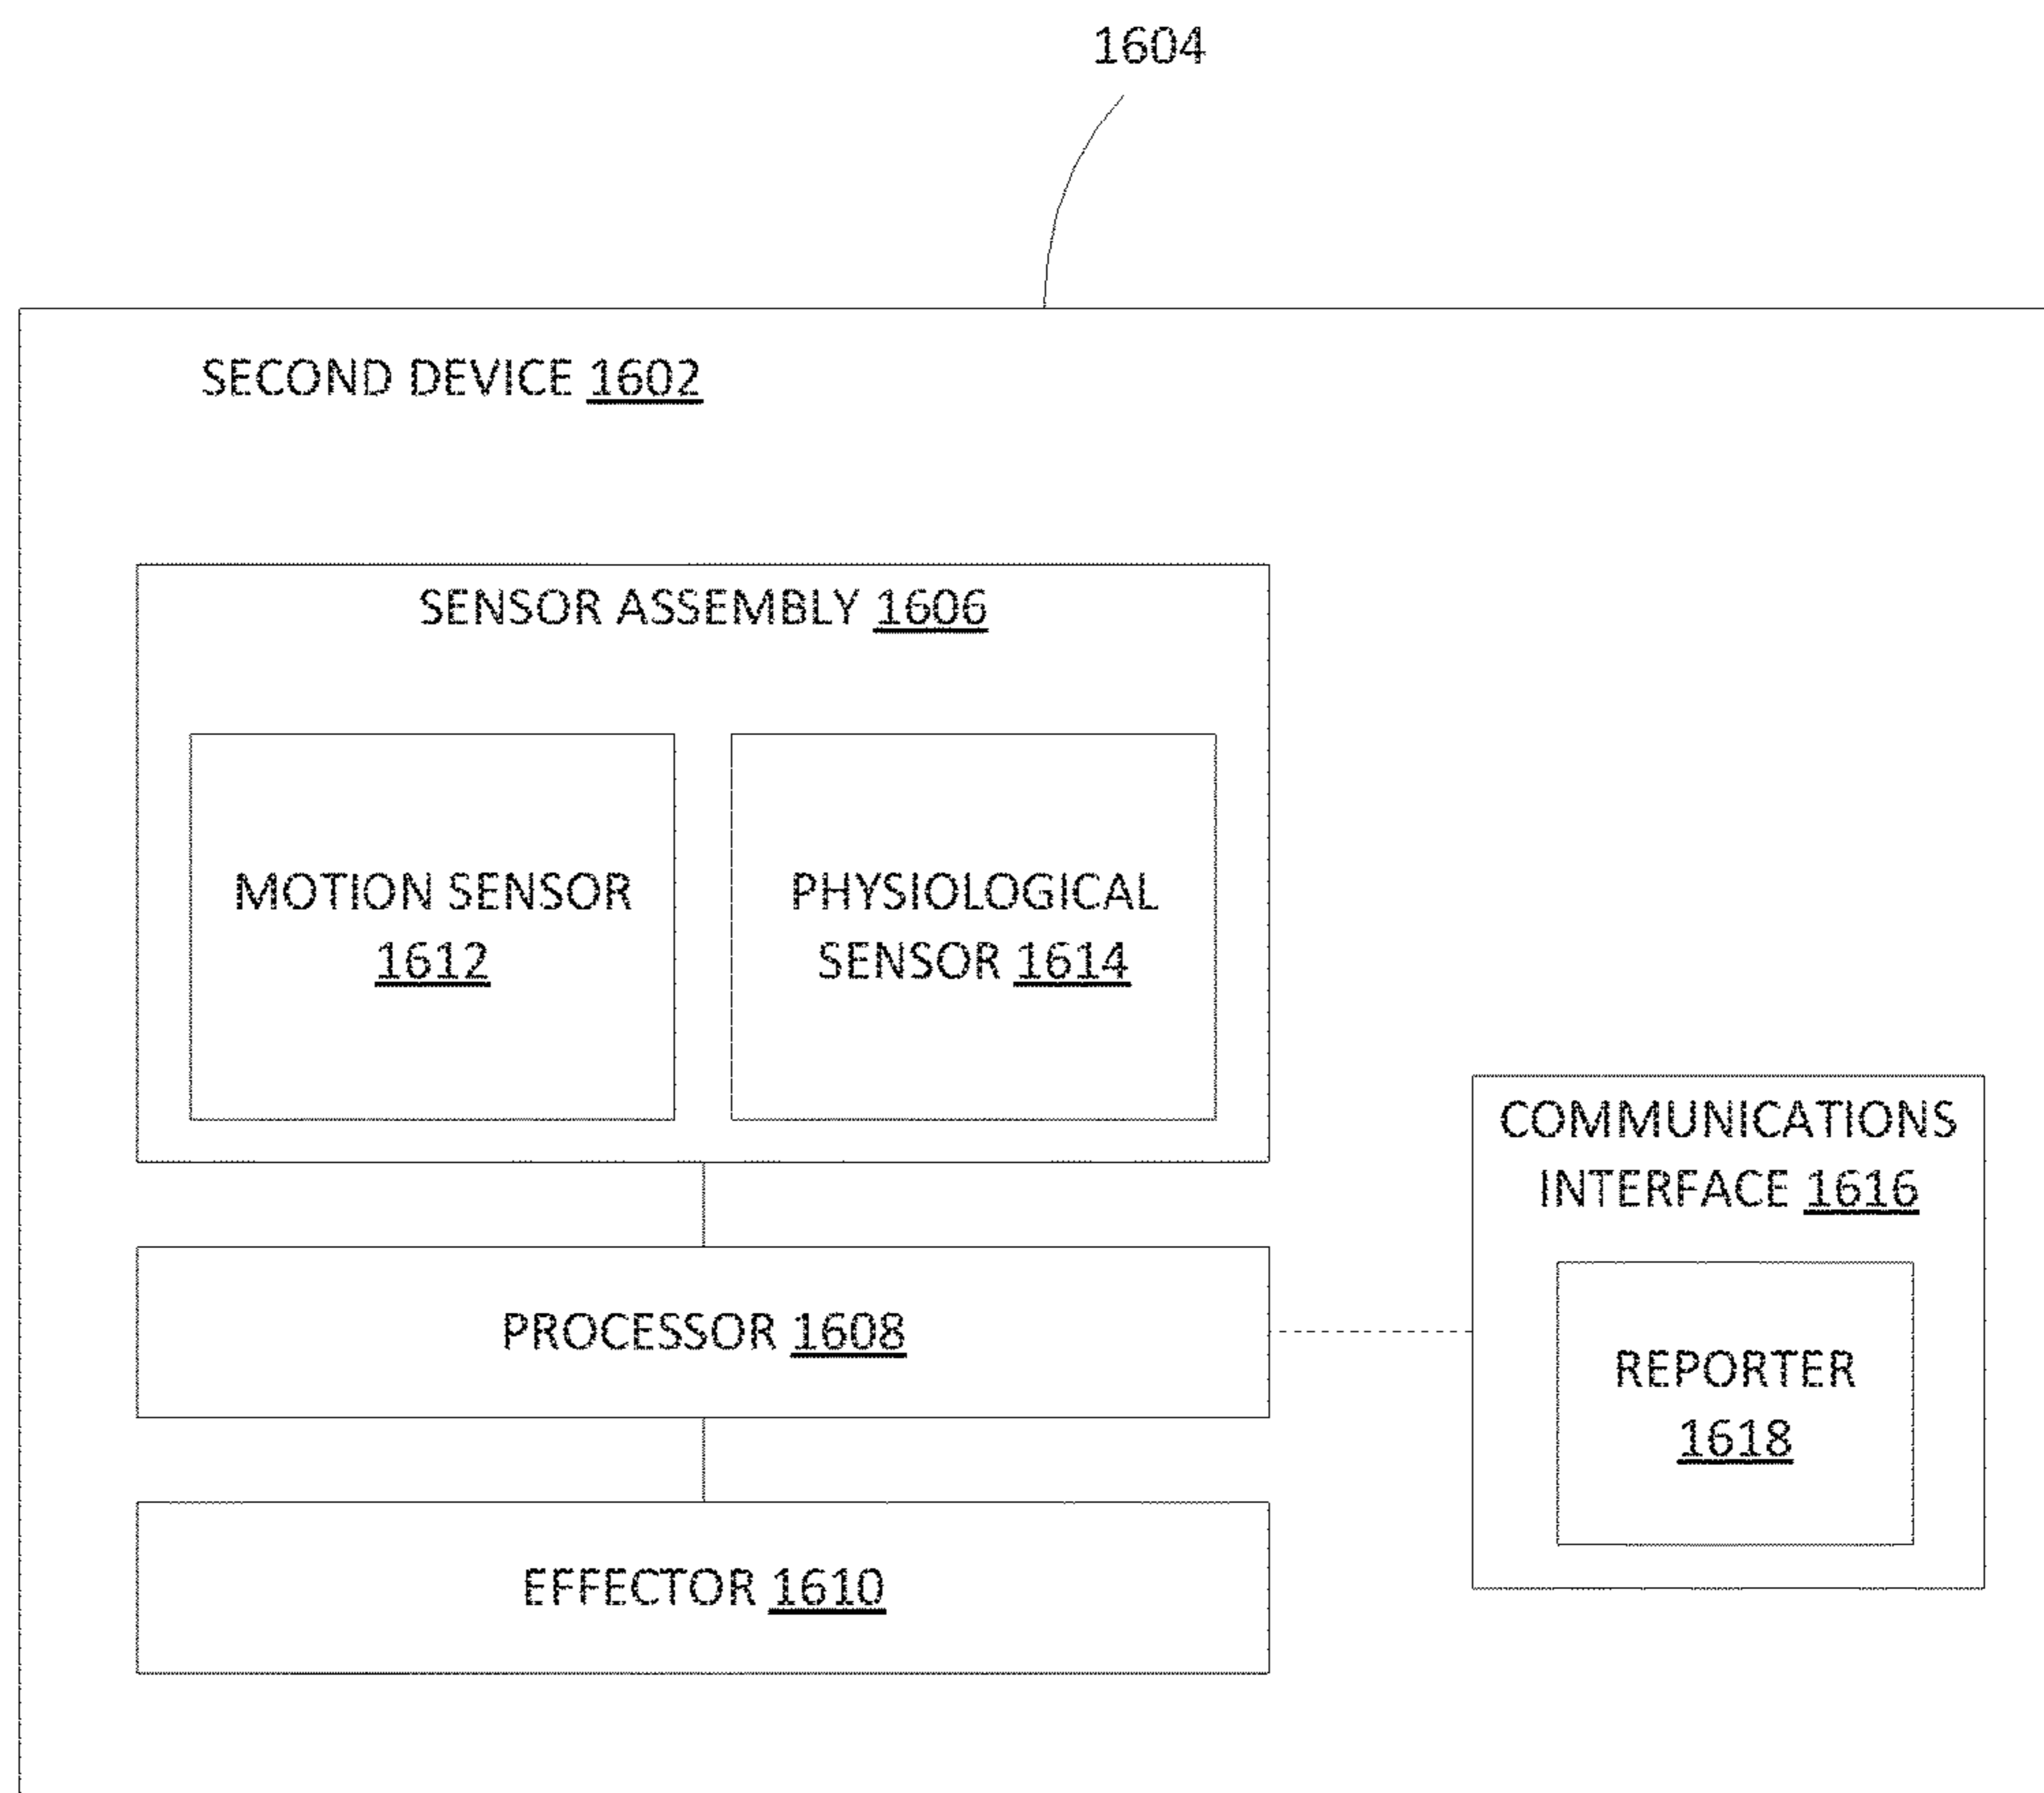 1604
SECOND DEVICE 1602
SENSOR ASSEMBLY 1606
MOTION SENSOR
1612
PHYSIOLOGICAL
SENSOR 1614
COMMUNICATIONS
INTERFACE 1616
PROCESSOR 1608
REPORTER
1618
EFFECTOR 1610